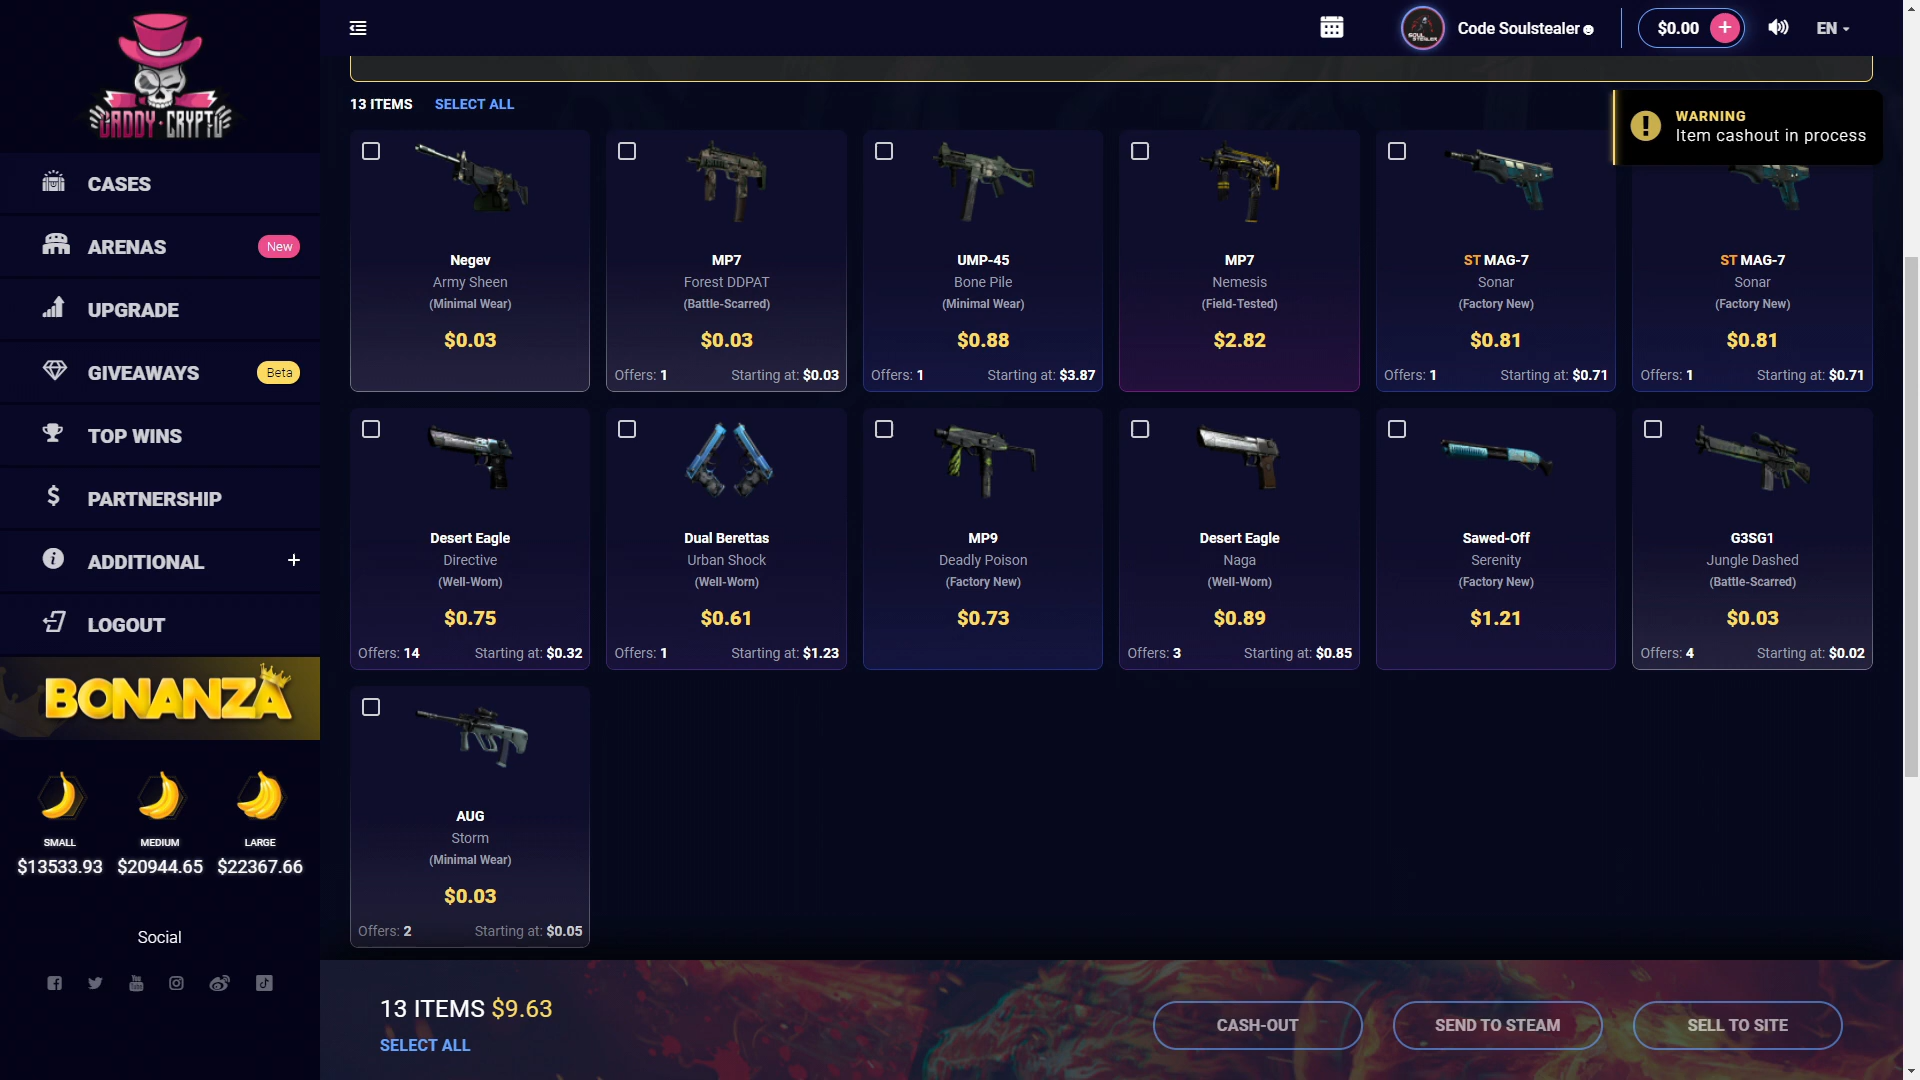 DADDY·CRYPTO
CASES
ARENAS New
UPGRADE
GIVEAWAYS Beta
TOP WINS
PARTNERSHIP
ADDITIONAL +
LOGOUT
BONANZA
SMALL MEDIUM LARGE
$13533.93 $20944.65 $22367.66
Social
Code Soulstealer☻ $0.00 + EN
WARNING
Item cashout in process
13 ITEMS SELECT ALL
Negev
Army Sheen
(Minimal Wear)
$0.03
MP7
Forest DDPAT
(Battle-Scarred)
$0.03
Offers: 1 Starting at: $0.03
UMP-45
Bone Pile
(Minimal Wear)
$0.88
Offers: 1 Starting at: $3.87
MP7
Nemesis
(Field-Tested)
$2.82
ST MAG-7
Sonar
(Factory New)
$0.81
Offers: 1 Starting at: $0.71
ST MAG-7
Sonar
(Factory New)
$0.81
Offers: 1 Starting at: $0.71
Desert Eagle
Directive
(Well-Worn)
$0.75
Offers: 14 Starting at: $0.32
Dual Berettas
Urban Shock
(Well-Worn)
$0.61
Offers: 1 Starting at: $1.23
MP9
Deadly Poison
(Factory New)
$0.73
Desert Eagle
Naga
(Well-Worn)
$0.89
Offers: 3 Starting at: $0.85
Sawed-Off
Serenity
(Factory New)
$1.21
G3SG1
Jungle Dashed
(Battle-Scarred)
$0.03
Offers: 4 Starting at: $0.02
AUG
Storm
(Minimal Wear)
$0.03
Offers: 2 Starting at: $0.05
13 ITEMS $9.63
SELECT ALL
CASH-OUT
SEND TO STEAM
SELL TO SITE